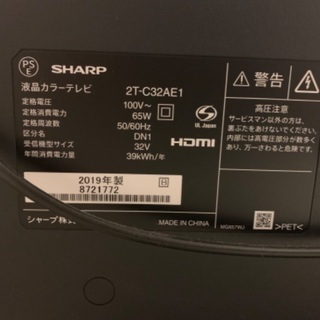 PS
E
SHARP
液晶カラーテレビ 2T-C32AE1
定格電圧 100V~
定格消費電力 65W
定格周波数 50/60Hz
区分名 DN1
受信機型サイズ 32V
年間消費電力量 39kWh/年
S
UL Japan
HDMI
2019年製
8721772
シャープ株式
MADE IN CHINA
警告
高圧注意
サービスマン以外の方は、
裏ぶたをあけないでください。
内部には高電圧部分が数多く
あり、万一さわると危険です。
>PET<